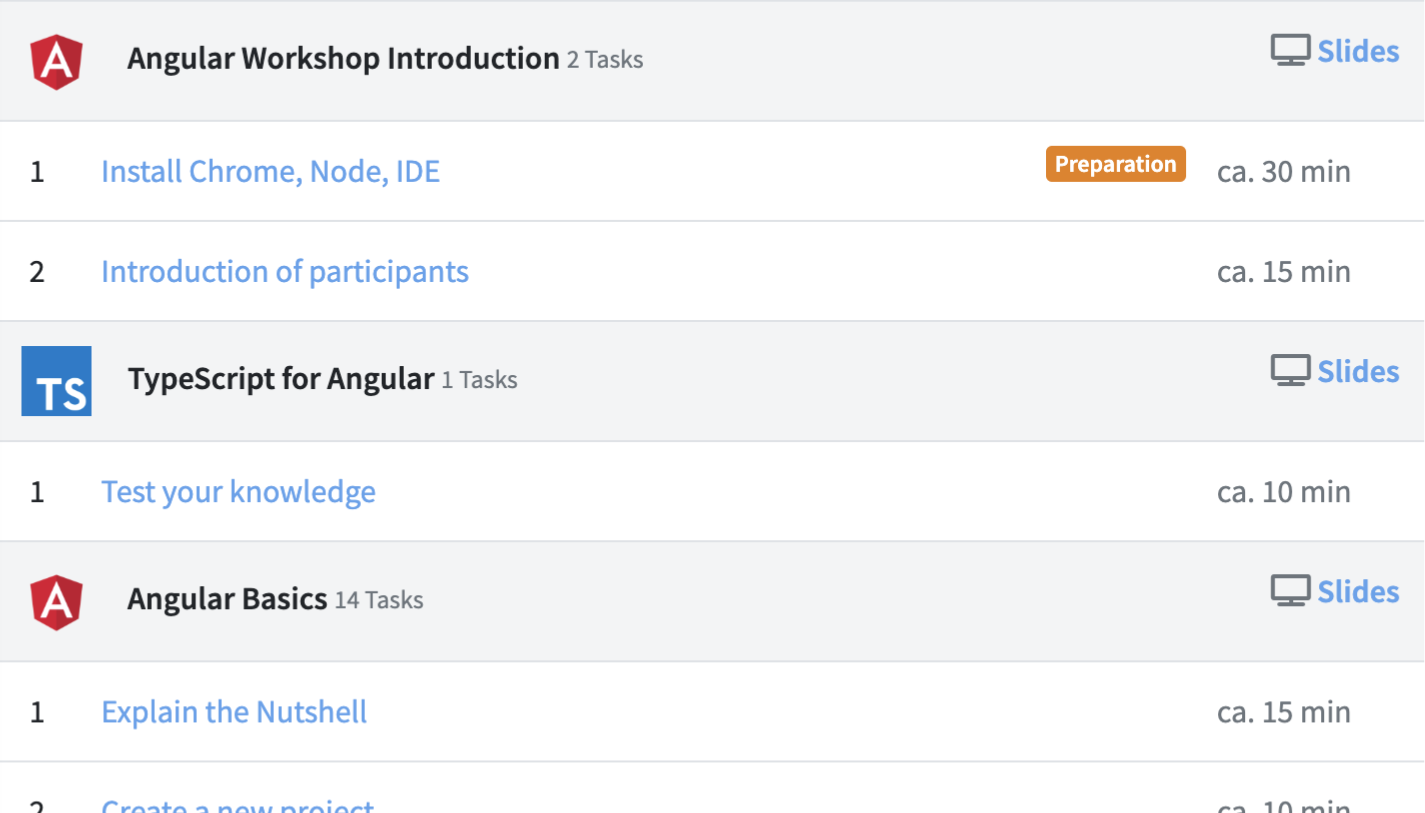 A Angular Workshop Introduction 2 Tasks Slides
1 Install Chrome, Node, IDE Preparation ca. 30 min
2 Introduction of participants ca. 15 min
TS TypeScript for Angular 1 Tasks Slides
1 Test your knowledge ca. 10 min
A Angular Basics 14 Tasks Slides
1 Explain the Nutshell ca. 15 min
2 Create a new project ca. 10 min